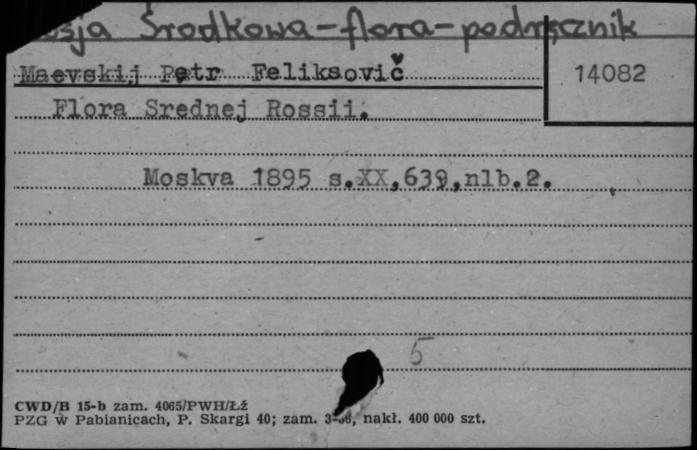 Środkowa-flora-podręcznik
Maevskij Petr Feliksovič
14082
Flora Srednej Rossii.
Moskva 1895 s.XX,639,nlb.2.
5
CWD/B 15-b zam. 4065/PWH/Łź
PZG w Pabianicach, P. Skargi 40; zam. nakł. 400 000 szt.